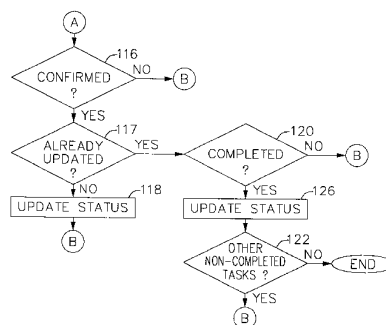 A
116
CONFIRMED
?
NO
B
YES
117
ALREADY
UPDATED
?
YES
120
COMPLETED
?
NO
B
NO
118
UPDATE STATUS
B
YES
126
UPDATE STATUS
122
OTHER
NON-COMPLETED
TASKS ?
NO
END
YES
B